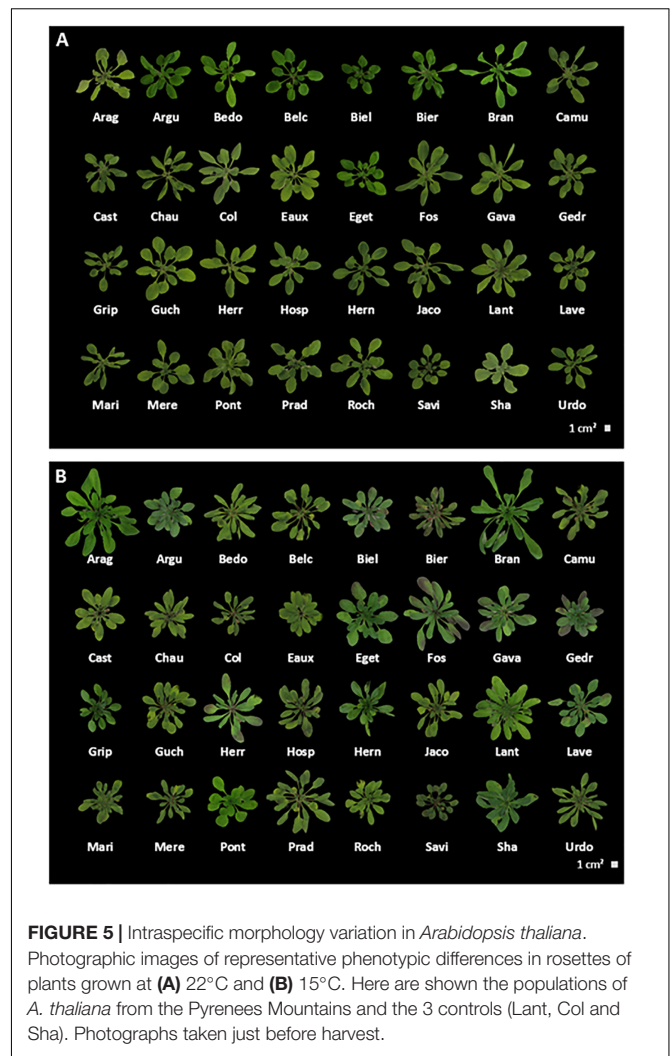 A
Arag Argu Bedo Belc Biel Bier Bran Camu
Cast Chau Col Eaux Eget Fos Gava Gedr
Grip Guch Herr Hosp Hern Jaco Lant Lave
Mari Mere Pont Prad Roch Savi Sha Urdo
1 cm²
B
Arag Argu Bedo Belc Biel Bier Bran Camu
Cast Chau Col Eaux Eget Fos Gava Gedr
Grip Guch Herr Hosp Hern Jaco Lant Lave
Mari Mere Pont Prad Roch Savi Sha Urdo
1 cm²
FIGURE 5 | Intraspecific morphology variation in Arabidopsis thaliana.
Photographic images of representative phenotypic differences in rosettes of
plants grown at (A) 22°C and (B) 15°C. Here are shown the populations of
A. thaliana from the Pyrenees Mountains and the 3 controls (Lant, Col and
Sha). Photographs taken just before harvest.